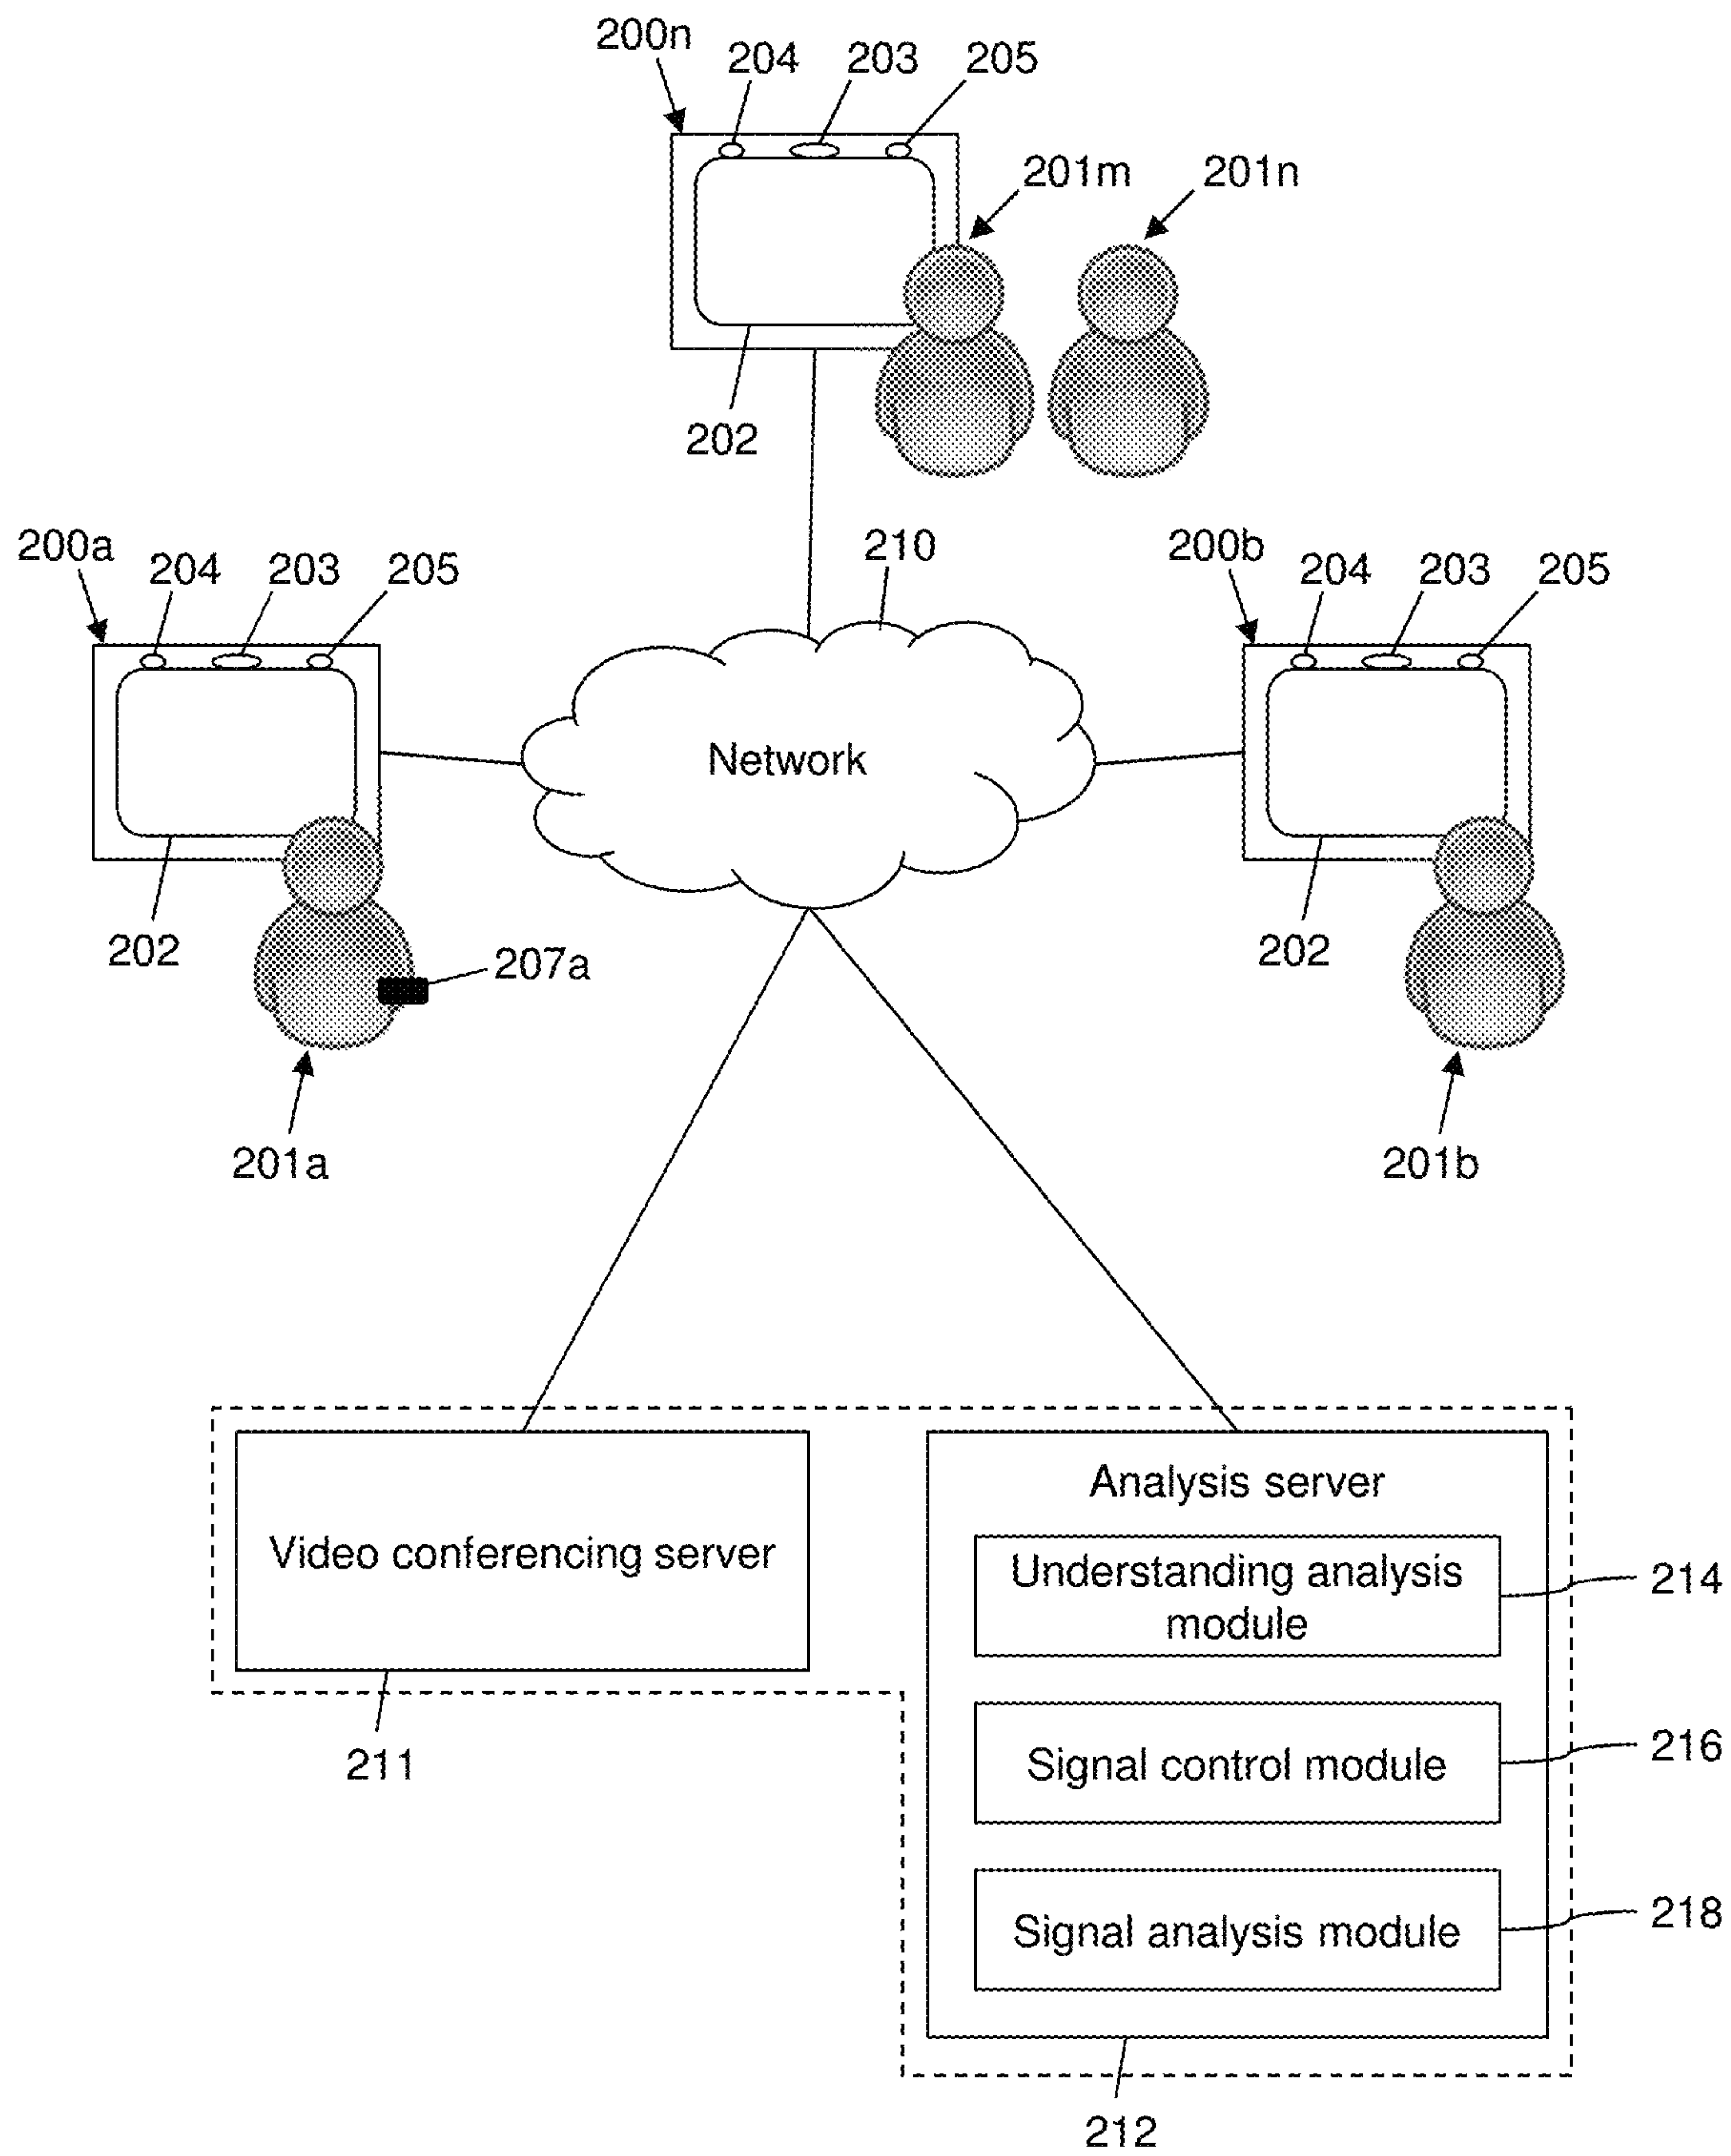 200n
204
203
205
201m
201n
202
200a
204
203
205
210
200b
204
203
205
Network
202
207a
202
201a
201b
Video conferencing server
Analysis server
Understanding analysis
module
214
Signal control module
216
211
Signal analysis module
218
212